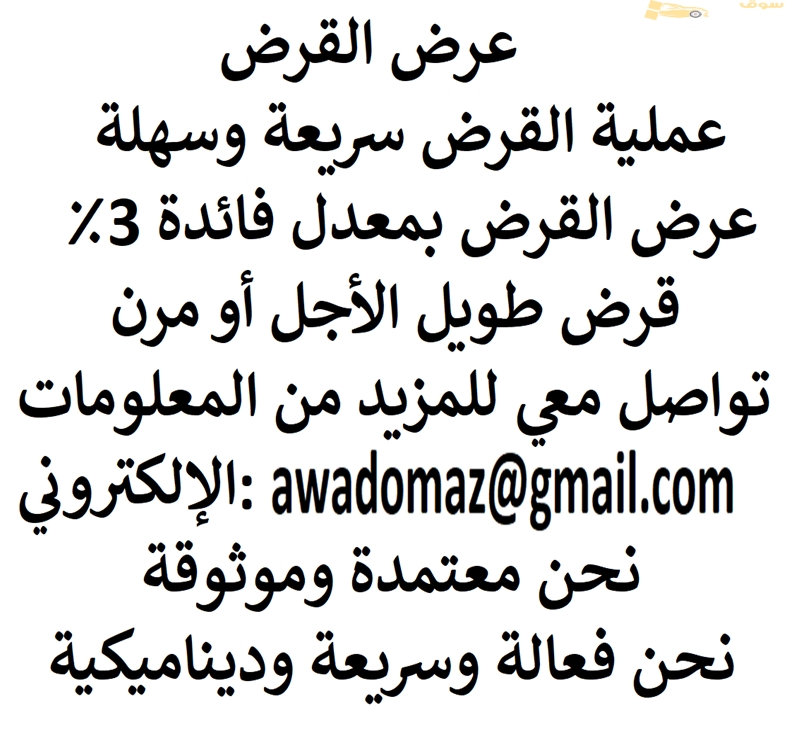 سوق
عرض القرض
عملية القرض سريعة وسهلة
عرض القرض بمعدل فائدة 3٪
قرض طويل الأجل أو مرن
تواصل معي للمزيد من المعلومات
الإلكتروني: awadomaz@gmail.com
نحن معتمدة وموثوقة
نحن فعالة وسريعة وديناميكية